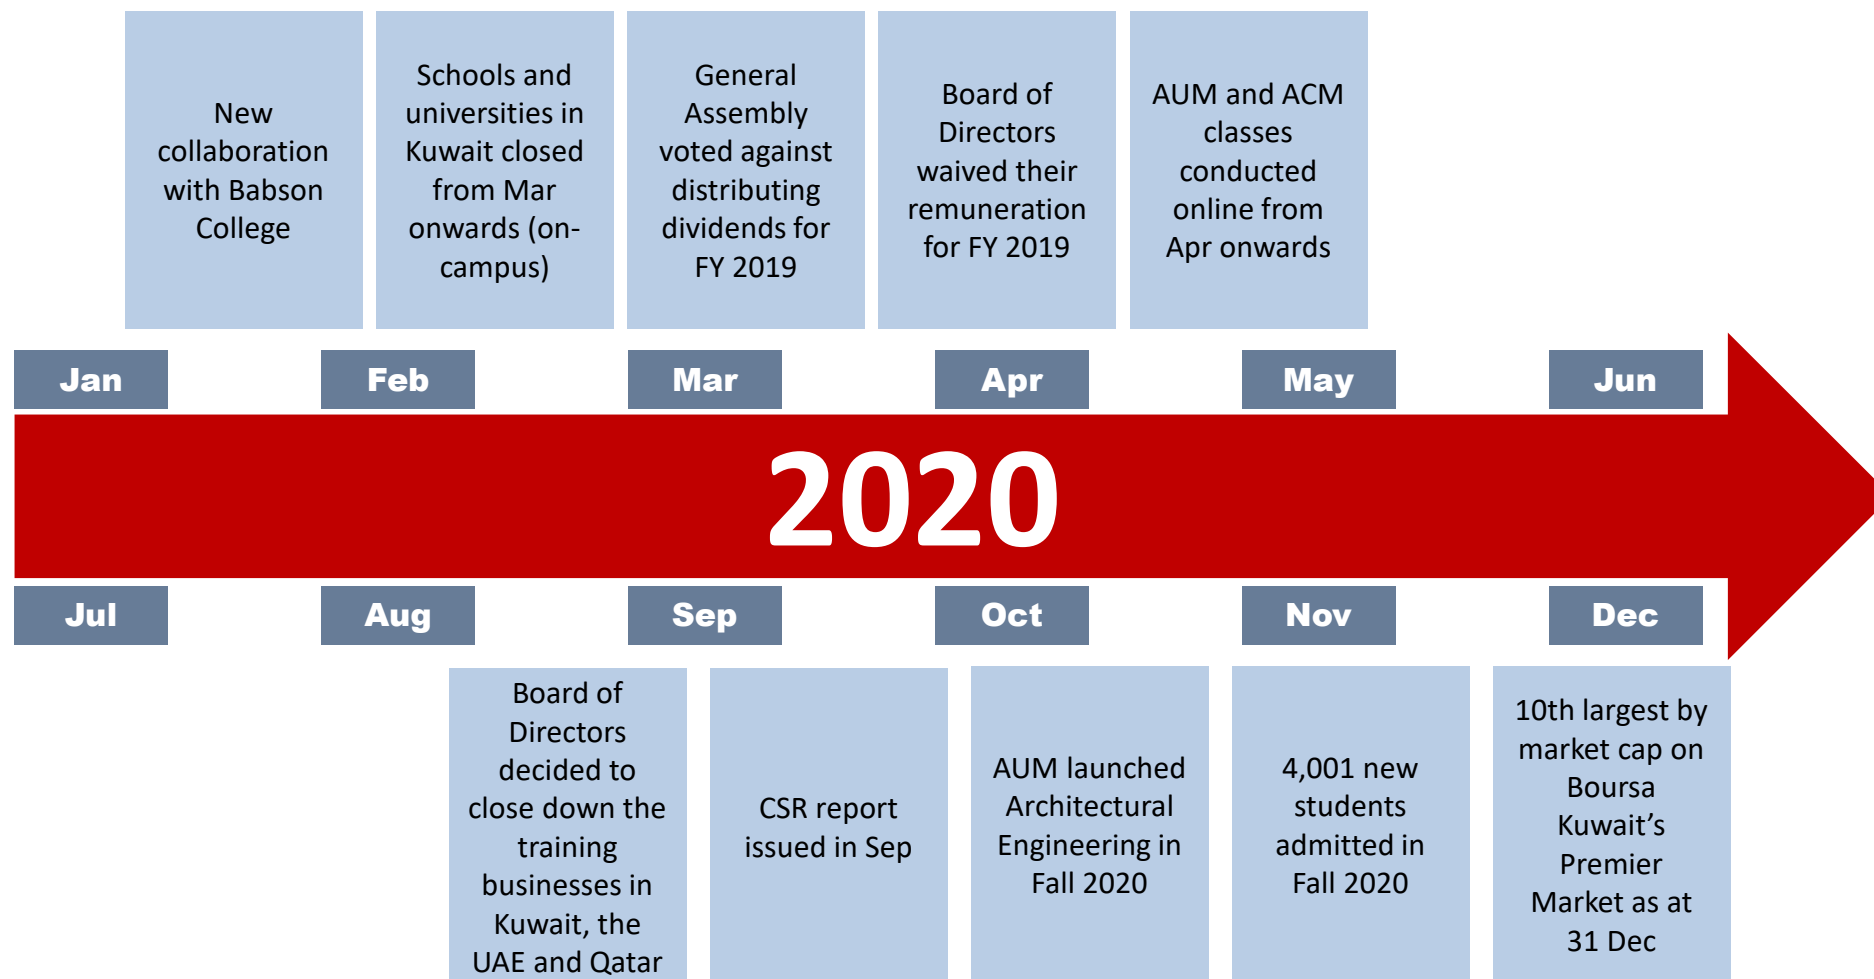 New
collaboration
with Babson
College
Schools and
universities in
Kuwait closed
from Mar
onwards (on-
campus)
General
Assembly
voted against
distributing
dividends for
FY 2019
Board of
Directors
waived their
remuneration
for FY 2019
AUM and ACM
classes
conducted
online from
Apr onwards
Jan
Feb
Mar
Apr
May
Jun
2020
Jul
Aug
Sep
Oct
Nov
Dec
Board of
Directors
decided to
close down the
training
businesses in
Kuwait, the
UAE and Qatar
CSR report
issued in Sep
AUM launched
Architectural
Engineering in
Fall 2020
4,001 new
students
admitted in
Fall 2020
10th largest by
market cap on
Boursa
Kuwait’s
Premier
Market as at
31 Dec